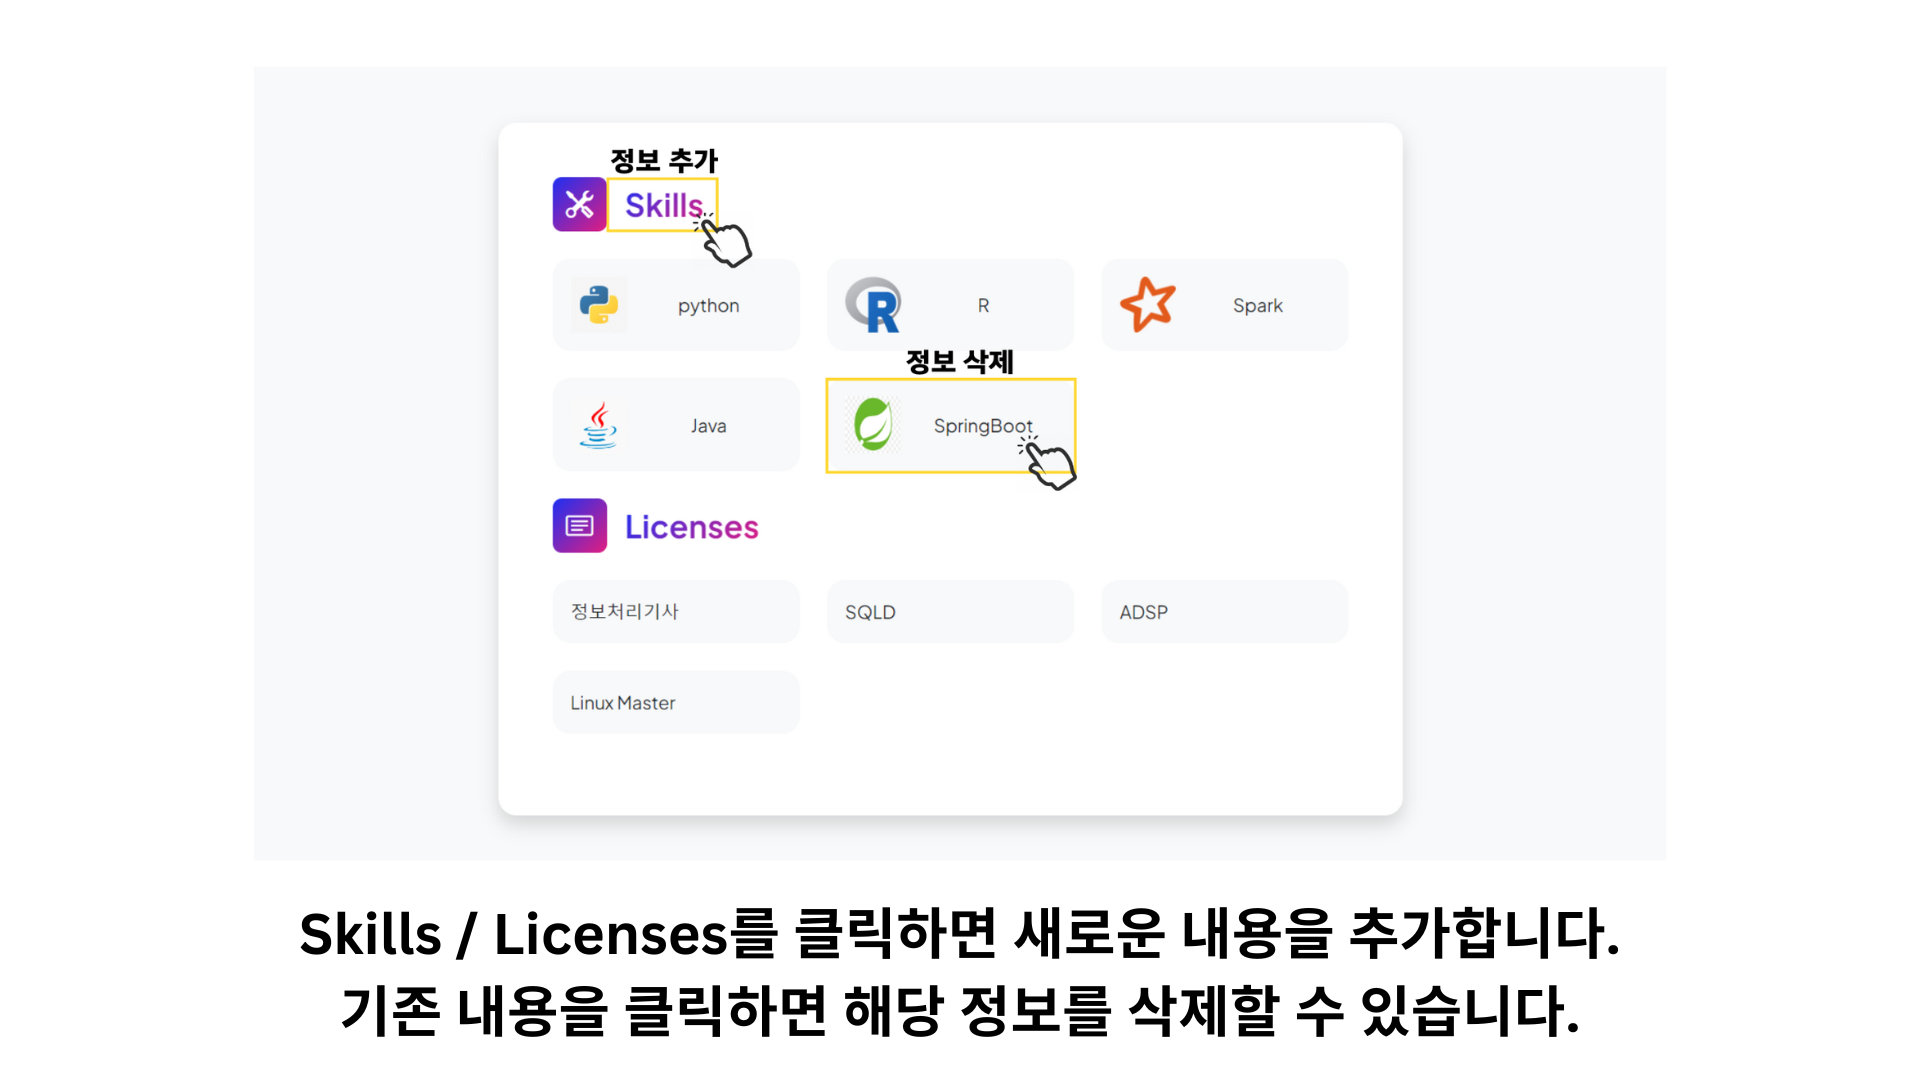 정보 추가
Skills
python
R
Spark
정보 삭제
Java
SpringBoot
Licenses
정보처리기사
SQLD
ADSP
Linux Master
Skills / Licenses를 클릭하면 새로운 내용을 추가합니다.
기존 내용을 클릭하면 해당 정보를 삭제할 수 있습니다.